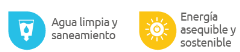 Agua limpia y
saneamiento
Energía
asequible y
sostenible